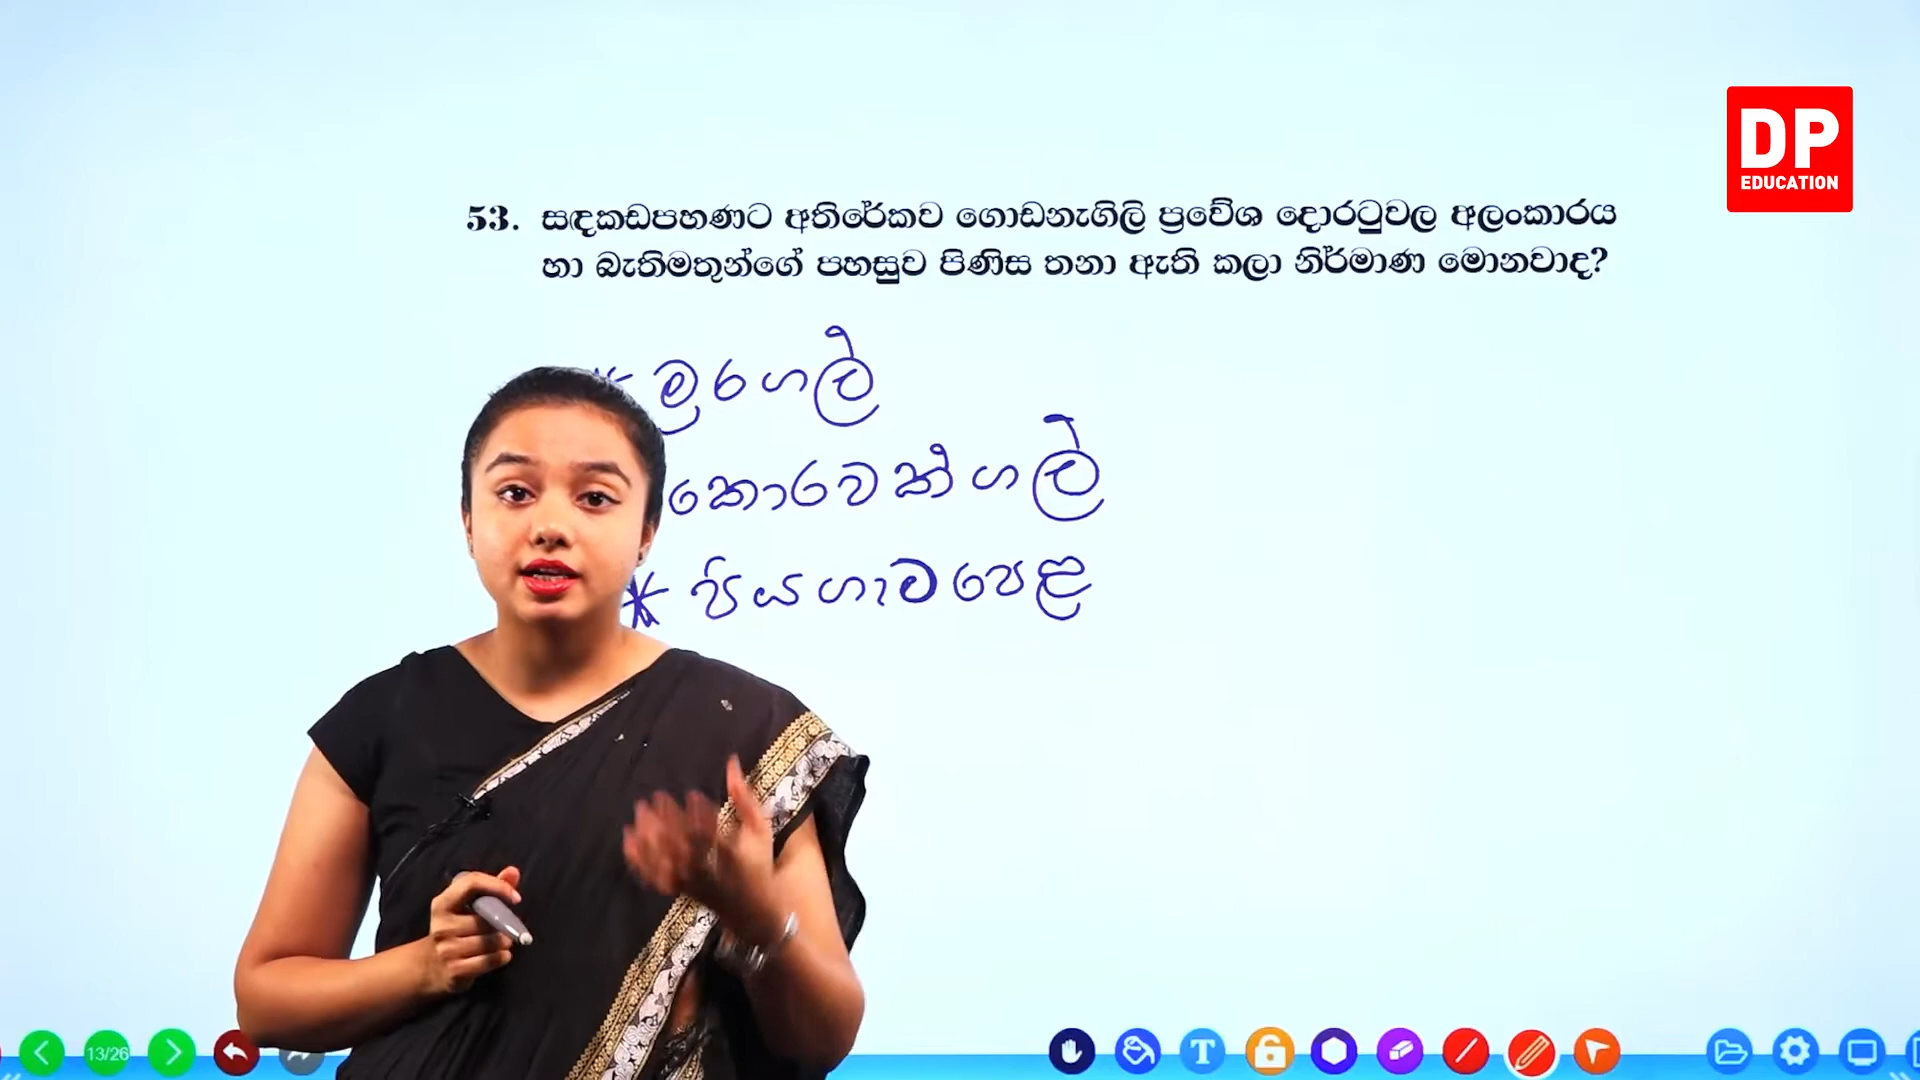 DP
EDUCATION
53. සඳකඩපහණට අතිරේකව ගොඩනැගිලි ප්‍රවේශ දොරටුවල අලංකාරය
හා බැතිමතුන්ගේ පහසුව පිණිස තනා ඇති කලා නිර්මාණ මොනවාද?
* මුරගල්
කොරවක්ගල්
* පියගැටපෙළ
13/26
T